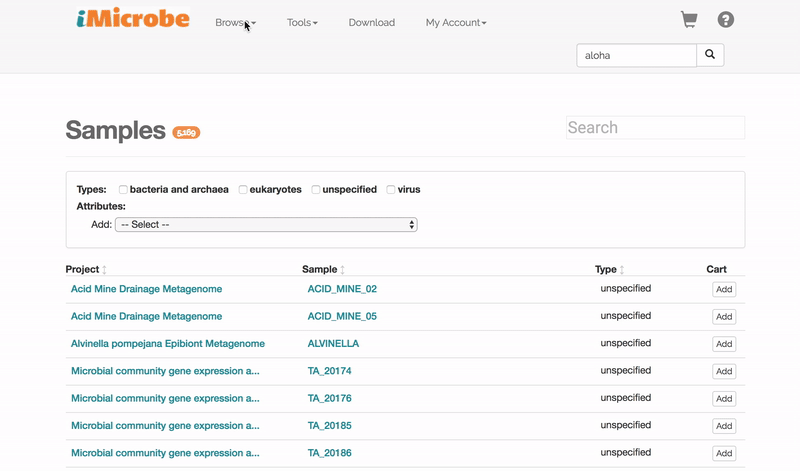 iMicrobe
Browse Tools Download My Account
aloha
Samples 5,169
Search
Types: bacteria and archaea eukaryotes unspecified virus
Attributes:
Add: -- Select --
Project Sample Type Cart
Acid Mine Drainage Metagenome ACID_MINE_02 unspecified Add
Acid Mine Drainage Metagenome ACID_MINE_05 unspecified Add
Alvinella pompejana Epibiont Metagenome ALVINELLA unspecified Add
Microbial community gene expression a... TA_20174 unspecified Add
Microbial community gene expression a... TA_20176 unspecified Add
Microbial community gene expression a... TA_20185 unspecified Add
Microbial community gene expression a... TA_20186 unspecified Add